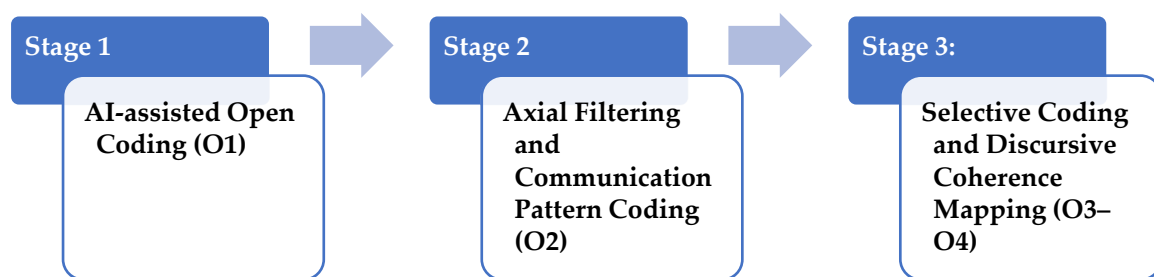 Stage 1
AI-assisted Open
Coding (O1)
Stage 2
Axial Filtering
and
Communication
Pattern Coding
(O2)
Stage 3:
Selective Coding
and Discursive
Coherence
Mapping (O3–
O4)